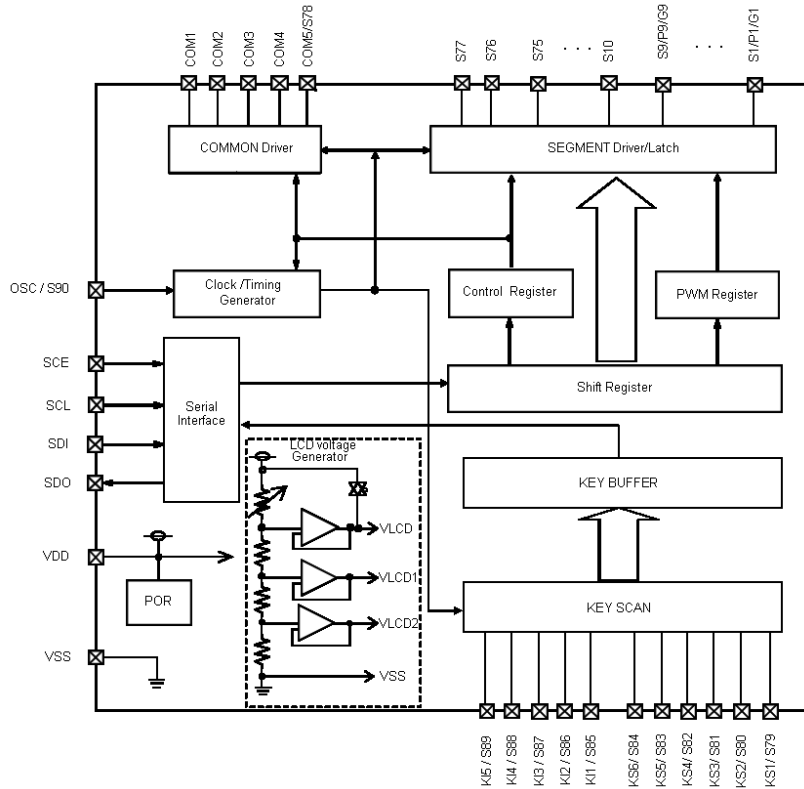 COM1
COM2
COM3
COM4
COM5/S78
S77
S76
S75
. . .
S10
S9/P9/G9
. . .
S1/P1/G1
COMMON Driver
SEGMENT Driver/Latch
OSC / S90
Clock /Timing
Generator
Control Register
PWM Register
SCE
SCL
SDI
SDO
Serial
Interface
Shift Register
LCD voltage
Generator
KEY BUFFER
VLCD
VDD
VLCD1
POR
VLCD2
KEY SCAN
VSS
VSS
KI5/ S89
KI4/ S88
KI3/ S87
KI2/ S86
KI1/ S85
KS6/ S84
KS5/ S83
KS4/ S82
KS3/ S81
KS2/ S80
KS1/ S79